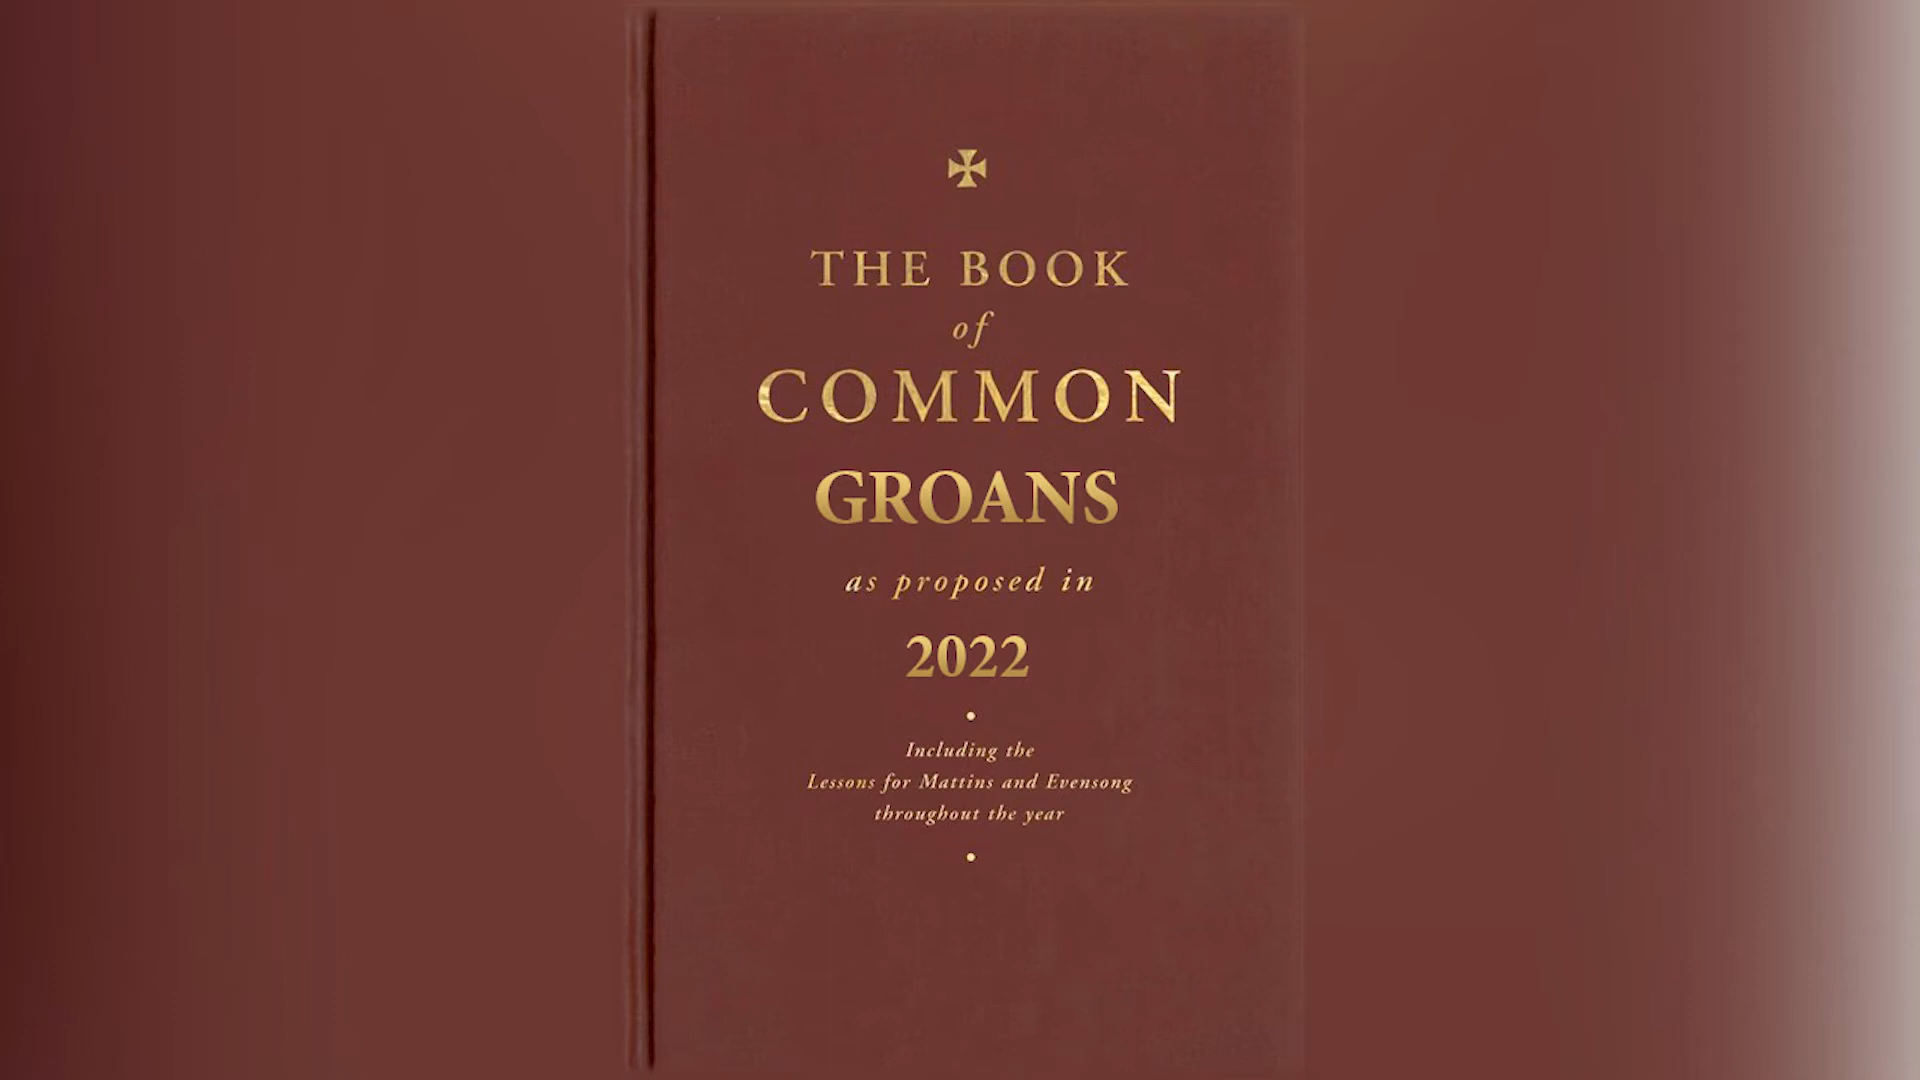 THE BOOK
of
COMMON
GROANS
as proposed in
2022
Including the
Lessons for Mattins and Evensong
throughout the year